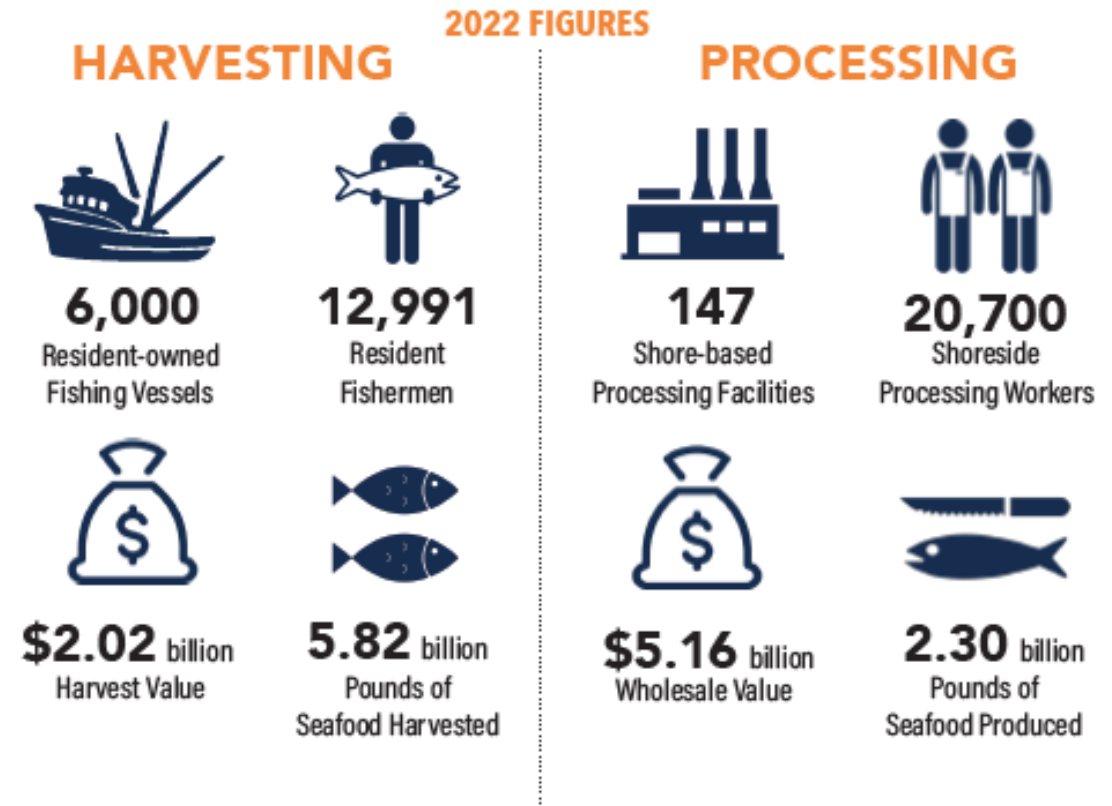 2022 FIGURES
HARVESTING
6,000
Resident-owned
Fishing Vessels
12,991
Resident
Fishermen
$
$2.02 billion
Harvest Value
5.82 billion
Pounds of
Seafood Harvested
PROCESSING
147
Shore-based
Processing Facilities
20,700
Shoreside
Processing Workers
$
$5.16 billion
Wholesale Value
2.30 billion
Pounds of
Seafood Produced